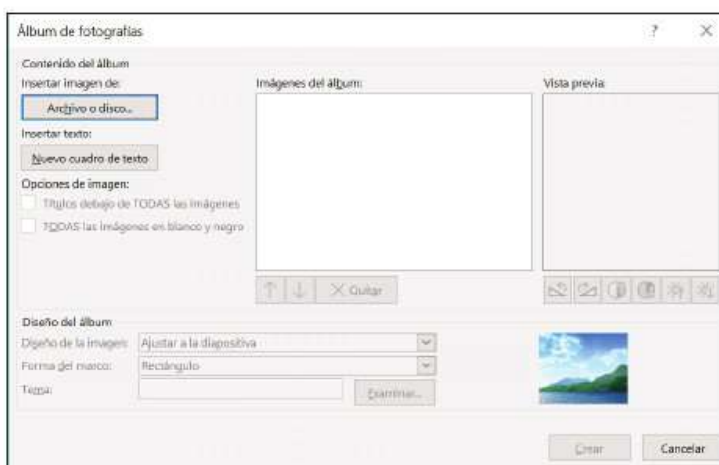 Álbum de fotografías
Contenido del álbum
Insertar imagen de:
Archivo o disco...
Insertar texto:
Nuevo cuadro de texto
Opciones de imagen:
Títulos debajo de TODAS las imágenes
TODAS las imágenes en blanco y negro
Imágenes del álbum:
Quitar
Vista previa:
Diseño del álbum
Diseño de la imagen: Ajustar a la diapositiva
Forma del marco: Rectángulo
Tema: Examinar...
Crear Cancelar